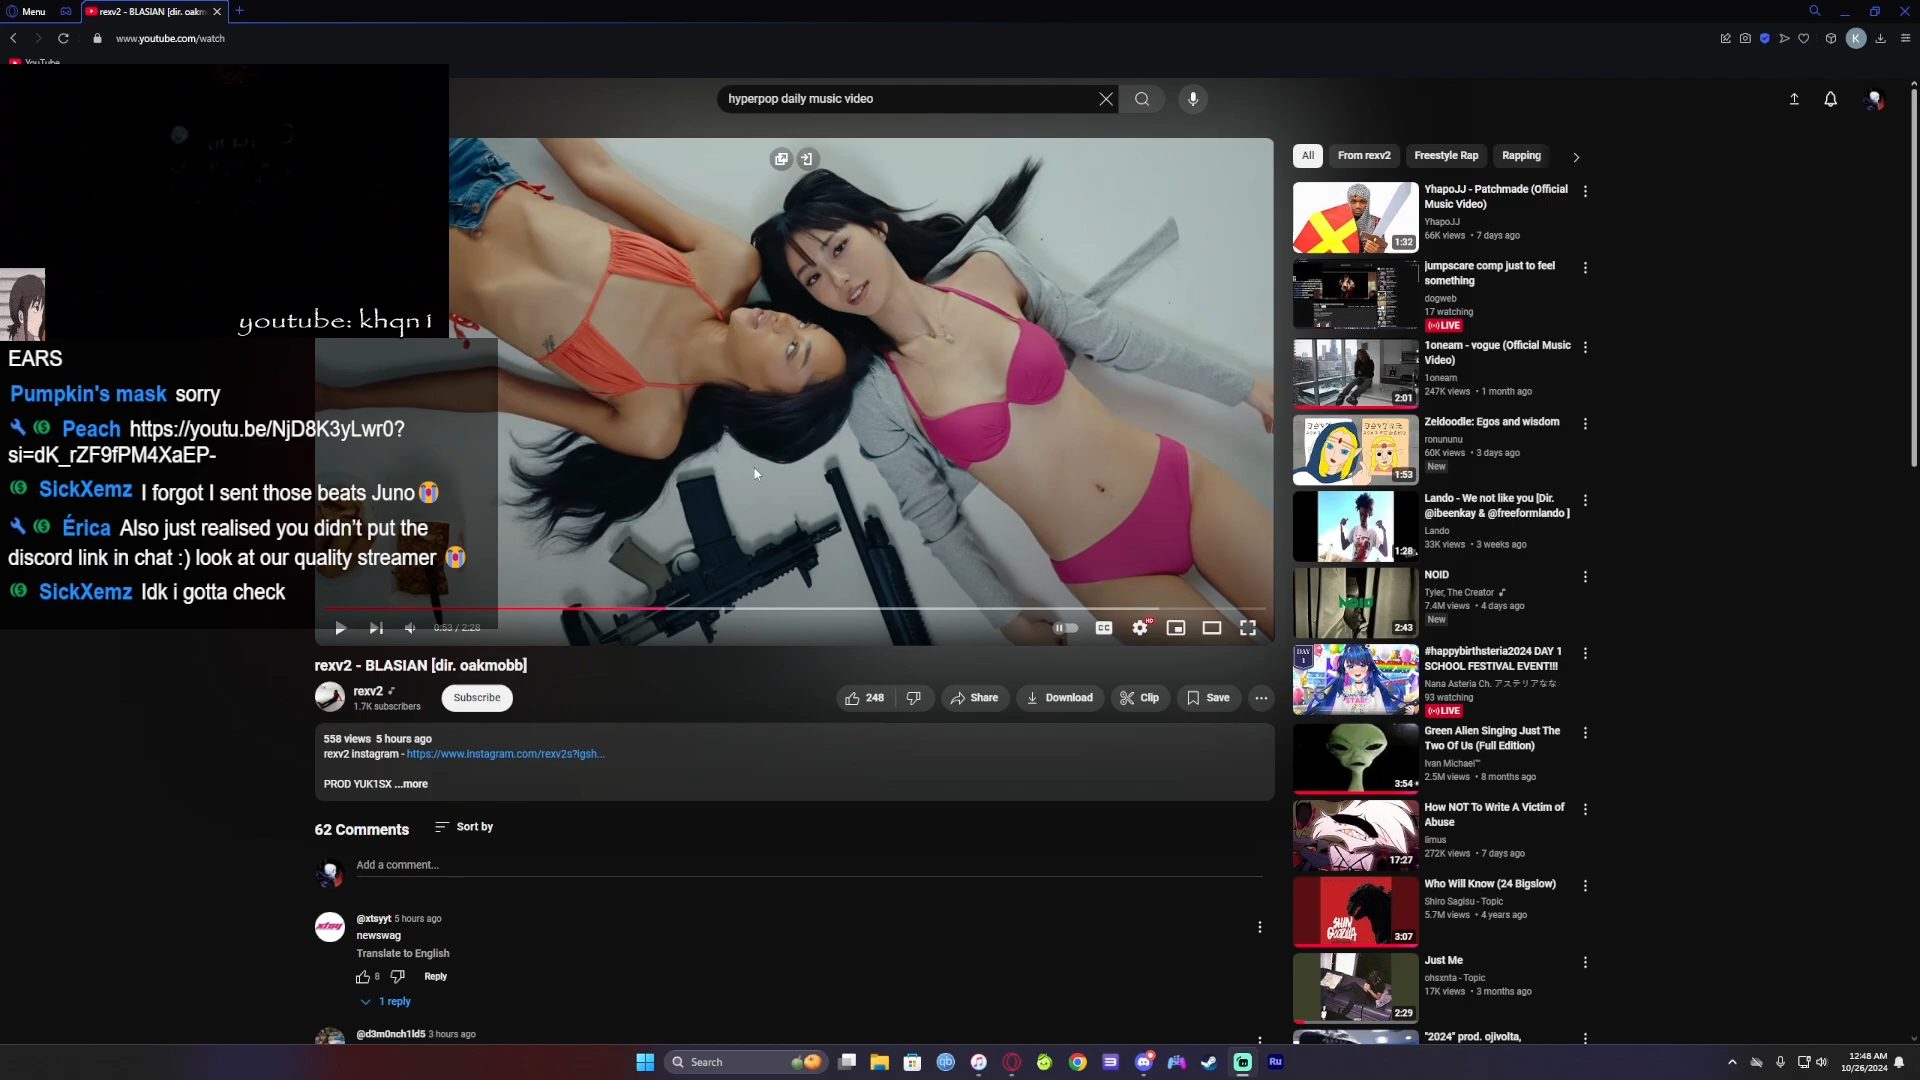 Menu
rexv2 - BLASIAN [dir. oakm
www.youtube.com/watch
K
YouTube
hyperpop daily music video
youtube: khqn1
EARS
Pumpkin's mask sorry
Peach https://youtu.be/NjD8K3yLwr0?
si=dK_rZF9fPM4XaEP-
SickXemz I forgot I sent those beats Juno😭
Érica Also just realised you didn’t put the
discord link in chat :) look at our quality streamer 😭
SickXemz Idk i gotta check
0:53 / 2:28
CC
HD
rexv2 - BLASIAN [dir. oakmobb]
rexv2
1.7K subscribers
Subscribe
248
Share
Download
Clip
Save
558 views 5 hours ago
rexv2 instagram - https://www.instagram.com/rexv2s?igsh...
PROD YUK1SX ...more
62 Comments
Sort by
Add a comment...
@xtsyyt 5 hours ago
newswag
Translate to English
8
Reply
1 reply
@d3m0nch1ld5 3 hours ago
All
From rexv2
Freestyle Rap
Rapping
YhapoJJ - Patchmade (Official
Music Video)
YhapoJJ
66K views • 7 days ago
1:32
jumpscare comp just to feel
something
dogweb
17 watching
LIVE
1oneam - vogue (Official Music
Video)
1oneam
247K views • 1 month ago
2:01
Zeldoodle: Egos and wisdom
ronununu
60K views • 3 days ago
New
1:53
Lando - We not like you [Dir.
@ibeenkay & @freeformlando ]
Lando
33K views • 3 weeks ago
1:28
NOID
Tyler, The Creator
7.4M views • 4 days ago
New
NOID
2:43
#happybirthsteria2024 DAY 1
SCHOOL FESTIVAL EVENT!!!
Nana Asteria Ch. アステリアなな
93 watching
LIVE
DAY
1
Green Alien Singing Just The
Two Of Us (Full Edition)
Ivan Michael™
2.5M views • 8 months ago
3:54
How NOT To Write A Victim of
Abuse
limus
272K views • 7 days ago
17:27
Who Will Know (24 Bigslow)
Shiro Sagisu - Topic
5.7M views • 4 years ago
SHIN
GODZILLA
3:07
Just Me
ohsxnta - Topic
17K views • 3 months ago
2:29
"2024" prod. ojivolta,
Search
qb
Ru
12:48 AM
10/26/2024